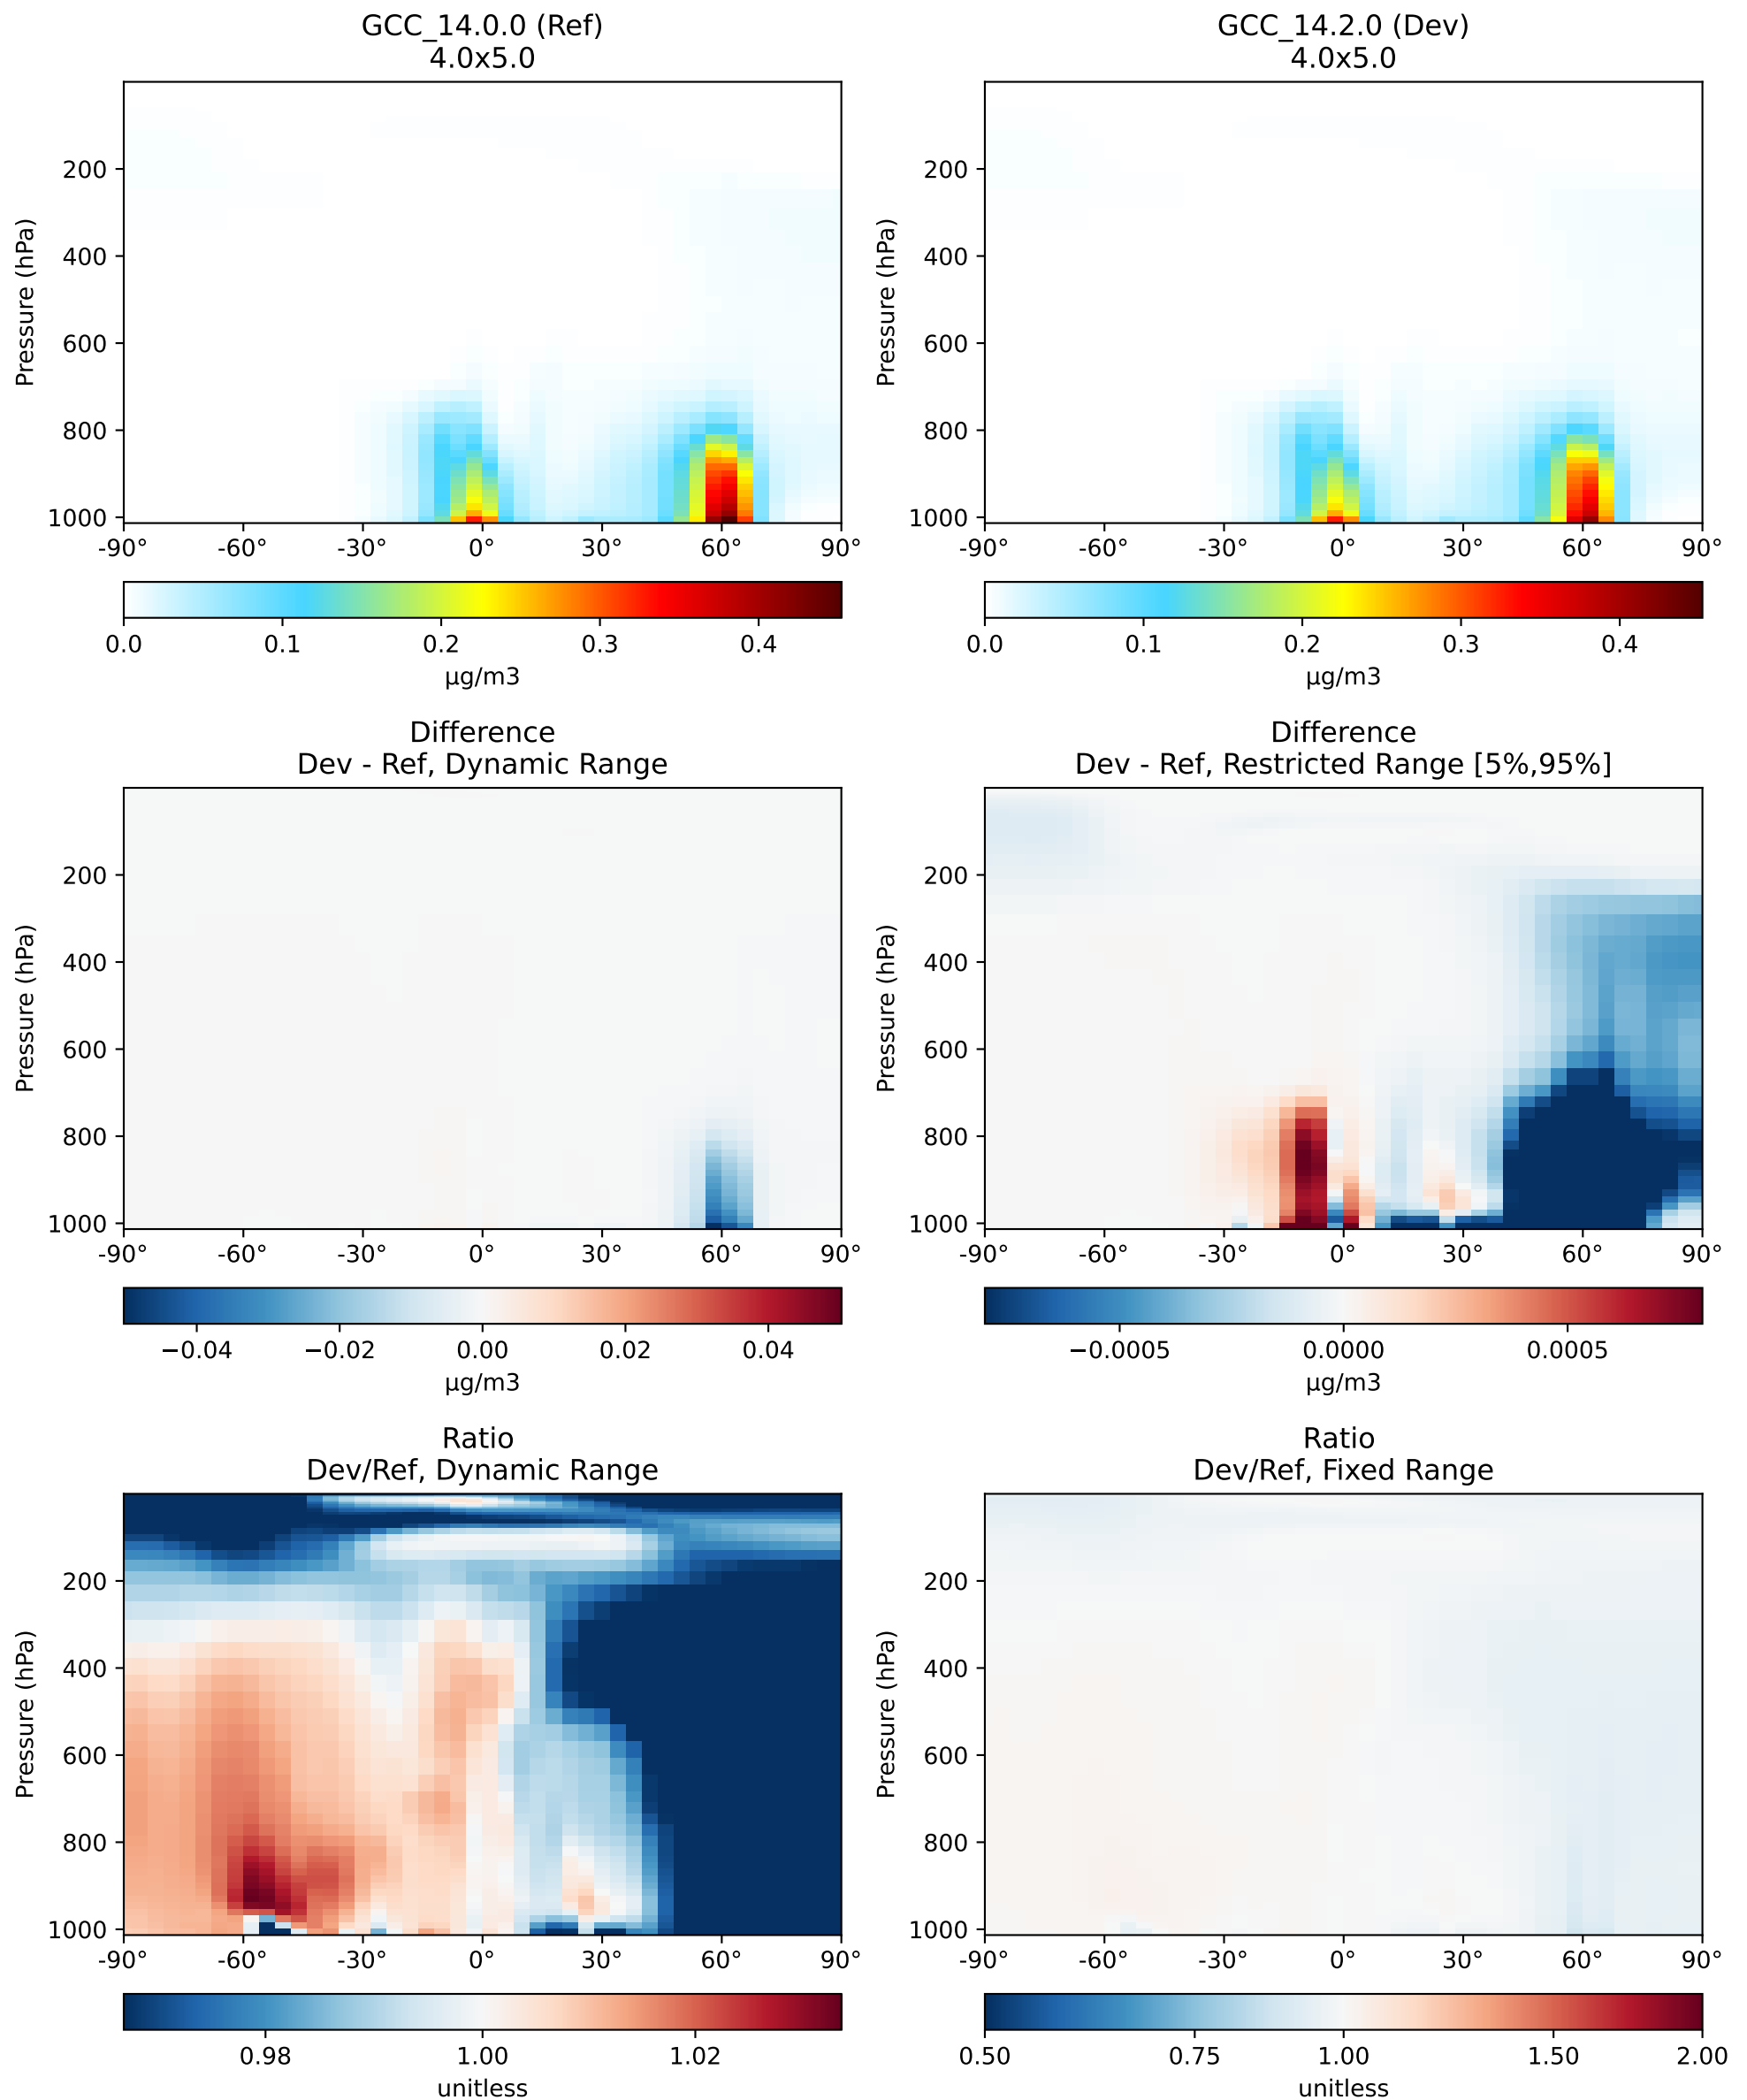 GCC_14.0.0 (Ref)
4.0x5.0
GCC_14.2.0 (Dev)
4.0x5.0
Pressure (hPa)
200
400
600
800
1000
-90° -60° -30° 0° 30° 60° 90°
0.0 0.1 0.2 0.3 0.4
µg/m3
Pressure (hPa)
200
400
600
800
1000
-90° -60° -30° 0° 30° 60° 90°
0.0 0.1 0.2 0.3 0.4
µg/m3
Difference
Dev - Ref, Dynamic Range
Pressure (hPa)
200
400
600
800
1000
-90° -60° -30° 0° 30° 60° 90°
−0.04 −0.02 0.00 0.02 0.04
µg/m3
Difference
Dev - Ref, Restricted Range [5%,95%]
Pressure (hPa)
200
400
600
800
1000
-90° -60° -30° 0° 30° 60° 90°
−0.0005 0.0000 0.0005
µg/m3
Ratio
Dev/Ref, Dynamic Range
Pressure (hPa)
200
400
600
800
1000
-90° -60° -30° 0° 30° 60° 90°
0.98 1.00 1.02
unitless
Ratio
Dev/Ref, Fixed Range
Pressure (hPa)
200
400
600
800
1000
-90° -60° -30° 0° 30° 60° 90°
0.50 0.75 1.00 1.50 2.00
unitless